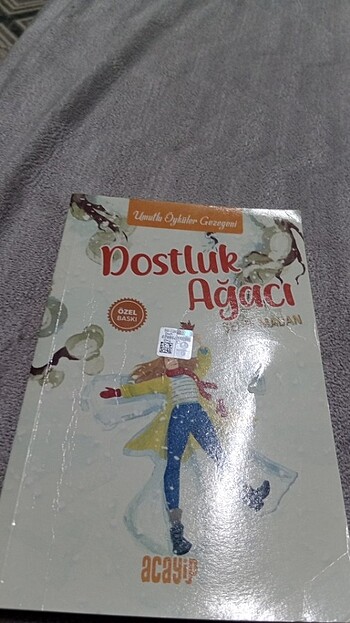 Umutlu Öyküler Gezegeni
Dostluk
Ağacı
ÖZEL
BASKI
acayip